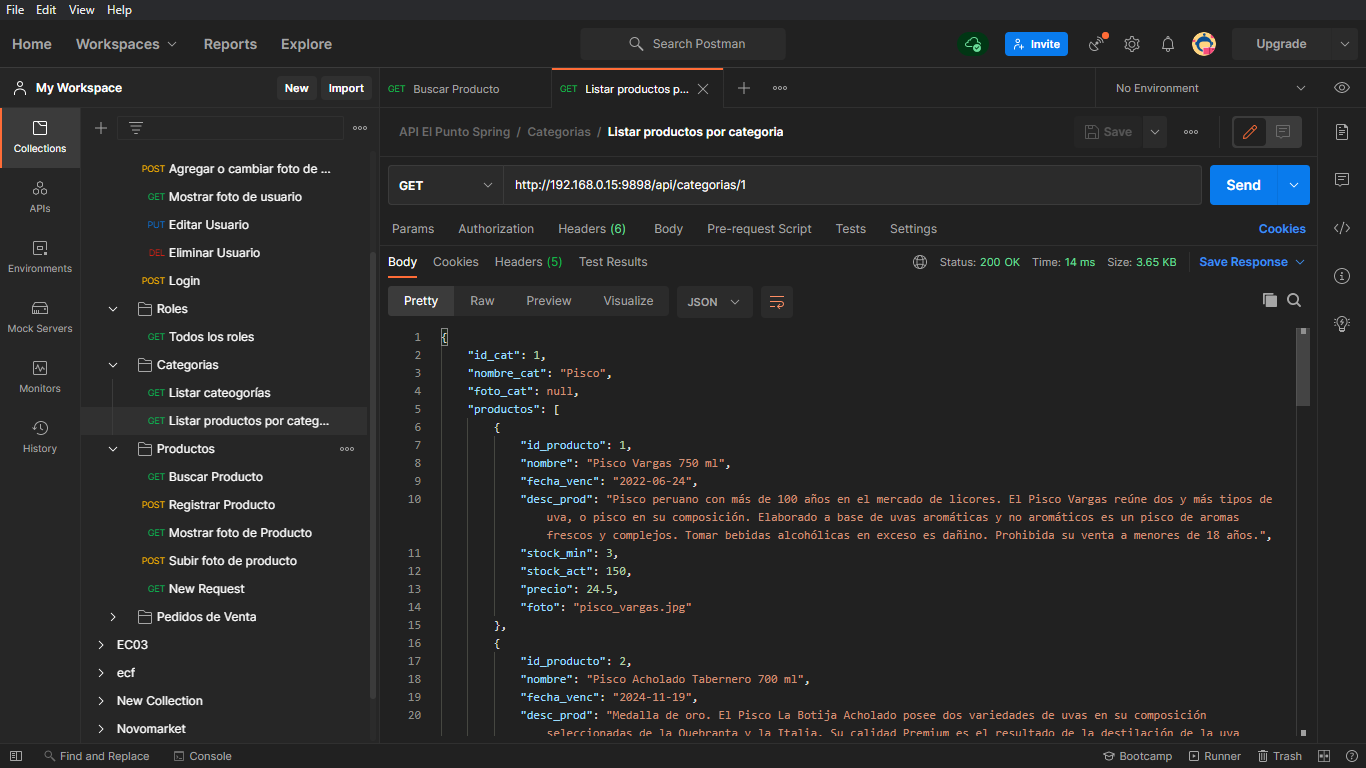 File Edit View Help
Home Workspaces Reports Explore Search Postman Invite Upgrade
My Workspace New Import GET Buscar Producto GET Listar productos p... No Environment
API El Punto Spring / Categorias / Listar productos por categoria Save
Collections
APIs
Environments
Mock Servers
Monitors
History
POST Agregar o cambiar foto de ...
GET Mostrar foto de usuario
PUT Editar Usuario
DEL Eliminar Usuario
POST Login
Roles
GET Todos los roles
Categorias
GET Listar cateogorías
GET Listar productos por categ...
Productos
GET Buscar Producto
POST Registrar Producto
GET Mostrar foto de Producto
POST Subir foto de producto
GET New Request
Pedidos de Venta
EC03
ecf
New Collection
Novomarket
GET http://192.168.0.15:9898/api/categorias/1 Send
Params Authorization Headers (6) Body Pre-request Script Tests Settings Cookies
Body Cookies Headers (5) Test Results Status: 200 OK Time: 14 ms Size: 3.65 KB Save Response
Pretty Raw Preview Visualize JSON
1 {
2 "id_cat": 1,
3 "nombre_cat": "Pisco",
4 "foto_cat": null,
5 "productos": [
6 {
7 "id_producto": 1,
8 "nombre": "Pisco Vargas 750 ml",
9 "fecha_venc": "2022-06-24",
10 "desc_prod": "Pisco peruano con más de 100 años en el mercado de licores. El Pisco Vargas reúne dos y más tipos de
uva, o pisco en su composición. Elaborado a base de uvas aromáticas y no aromáticos es un pisco de aromas
frescos y complejos. Tomar bebidas alcohólicas en exceso es dañino. Prohibida su venta a menores de 18 años.",
11 "stock_min": 3,
12 "stock_act": 150,
13 "precio": 24.5,
14 "foto": "pisco_vargas.jpg"
15 },
16 {
17 "id_producto": 2,
18 "nombre": "Pisco Acholado Tabernero 700 ml",
19 "fecha_venc": "2024-11-19",
20 "desc_prod": "Medalla de oro. El Pisco La Botija Acholado posee dos variedades de uvas en su composición
seleccionadas de la Quebranta y la Italia. Su calidad Premium es el resultado de la destilación de la uva
Find and Replace Console Bootcamp Runner Trash